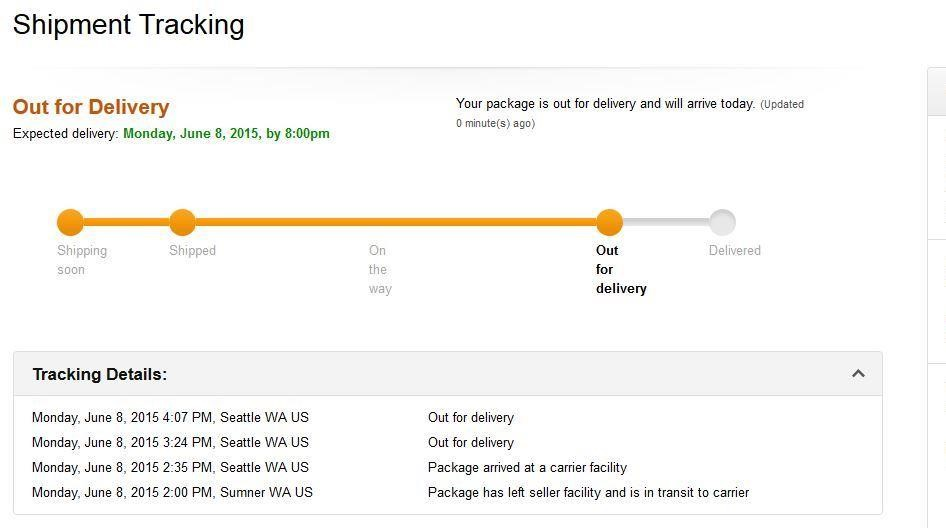 Shipment Tracking
Out for Delivery
Expected delivery: Monday, June 8, 2015, by 8:00pm
Your package is out for delivery and will arrive today. (Updated
0 minute(s) ago)
Shipping
soon
Shipped
On
the
way
Out
for
delivery
Delivered
Tracking Details:
Monday, June 8, 2015 4:07 PM, Seattle WA US Out for delivery
Monday, June 8, 2015 3:24 PM, Seattle WA US Out for delivery
Monday, June 8, 2015 2:35 PM, Seattle WA US Package arrived at a carrier facility
Monday, June 8, 2015 2:00 PM, Sumner WA US Package has left seller facility and is in transit to carrier